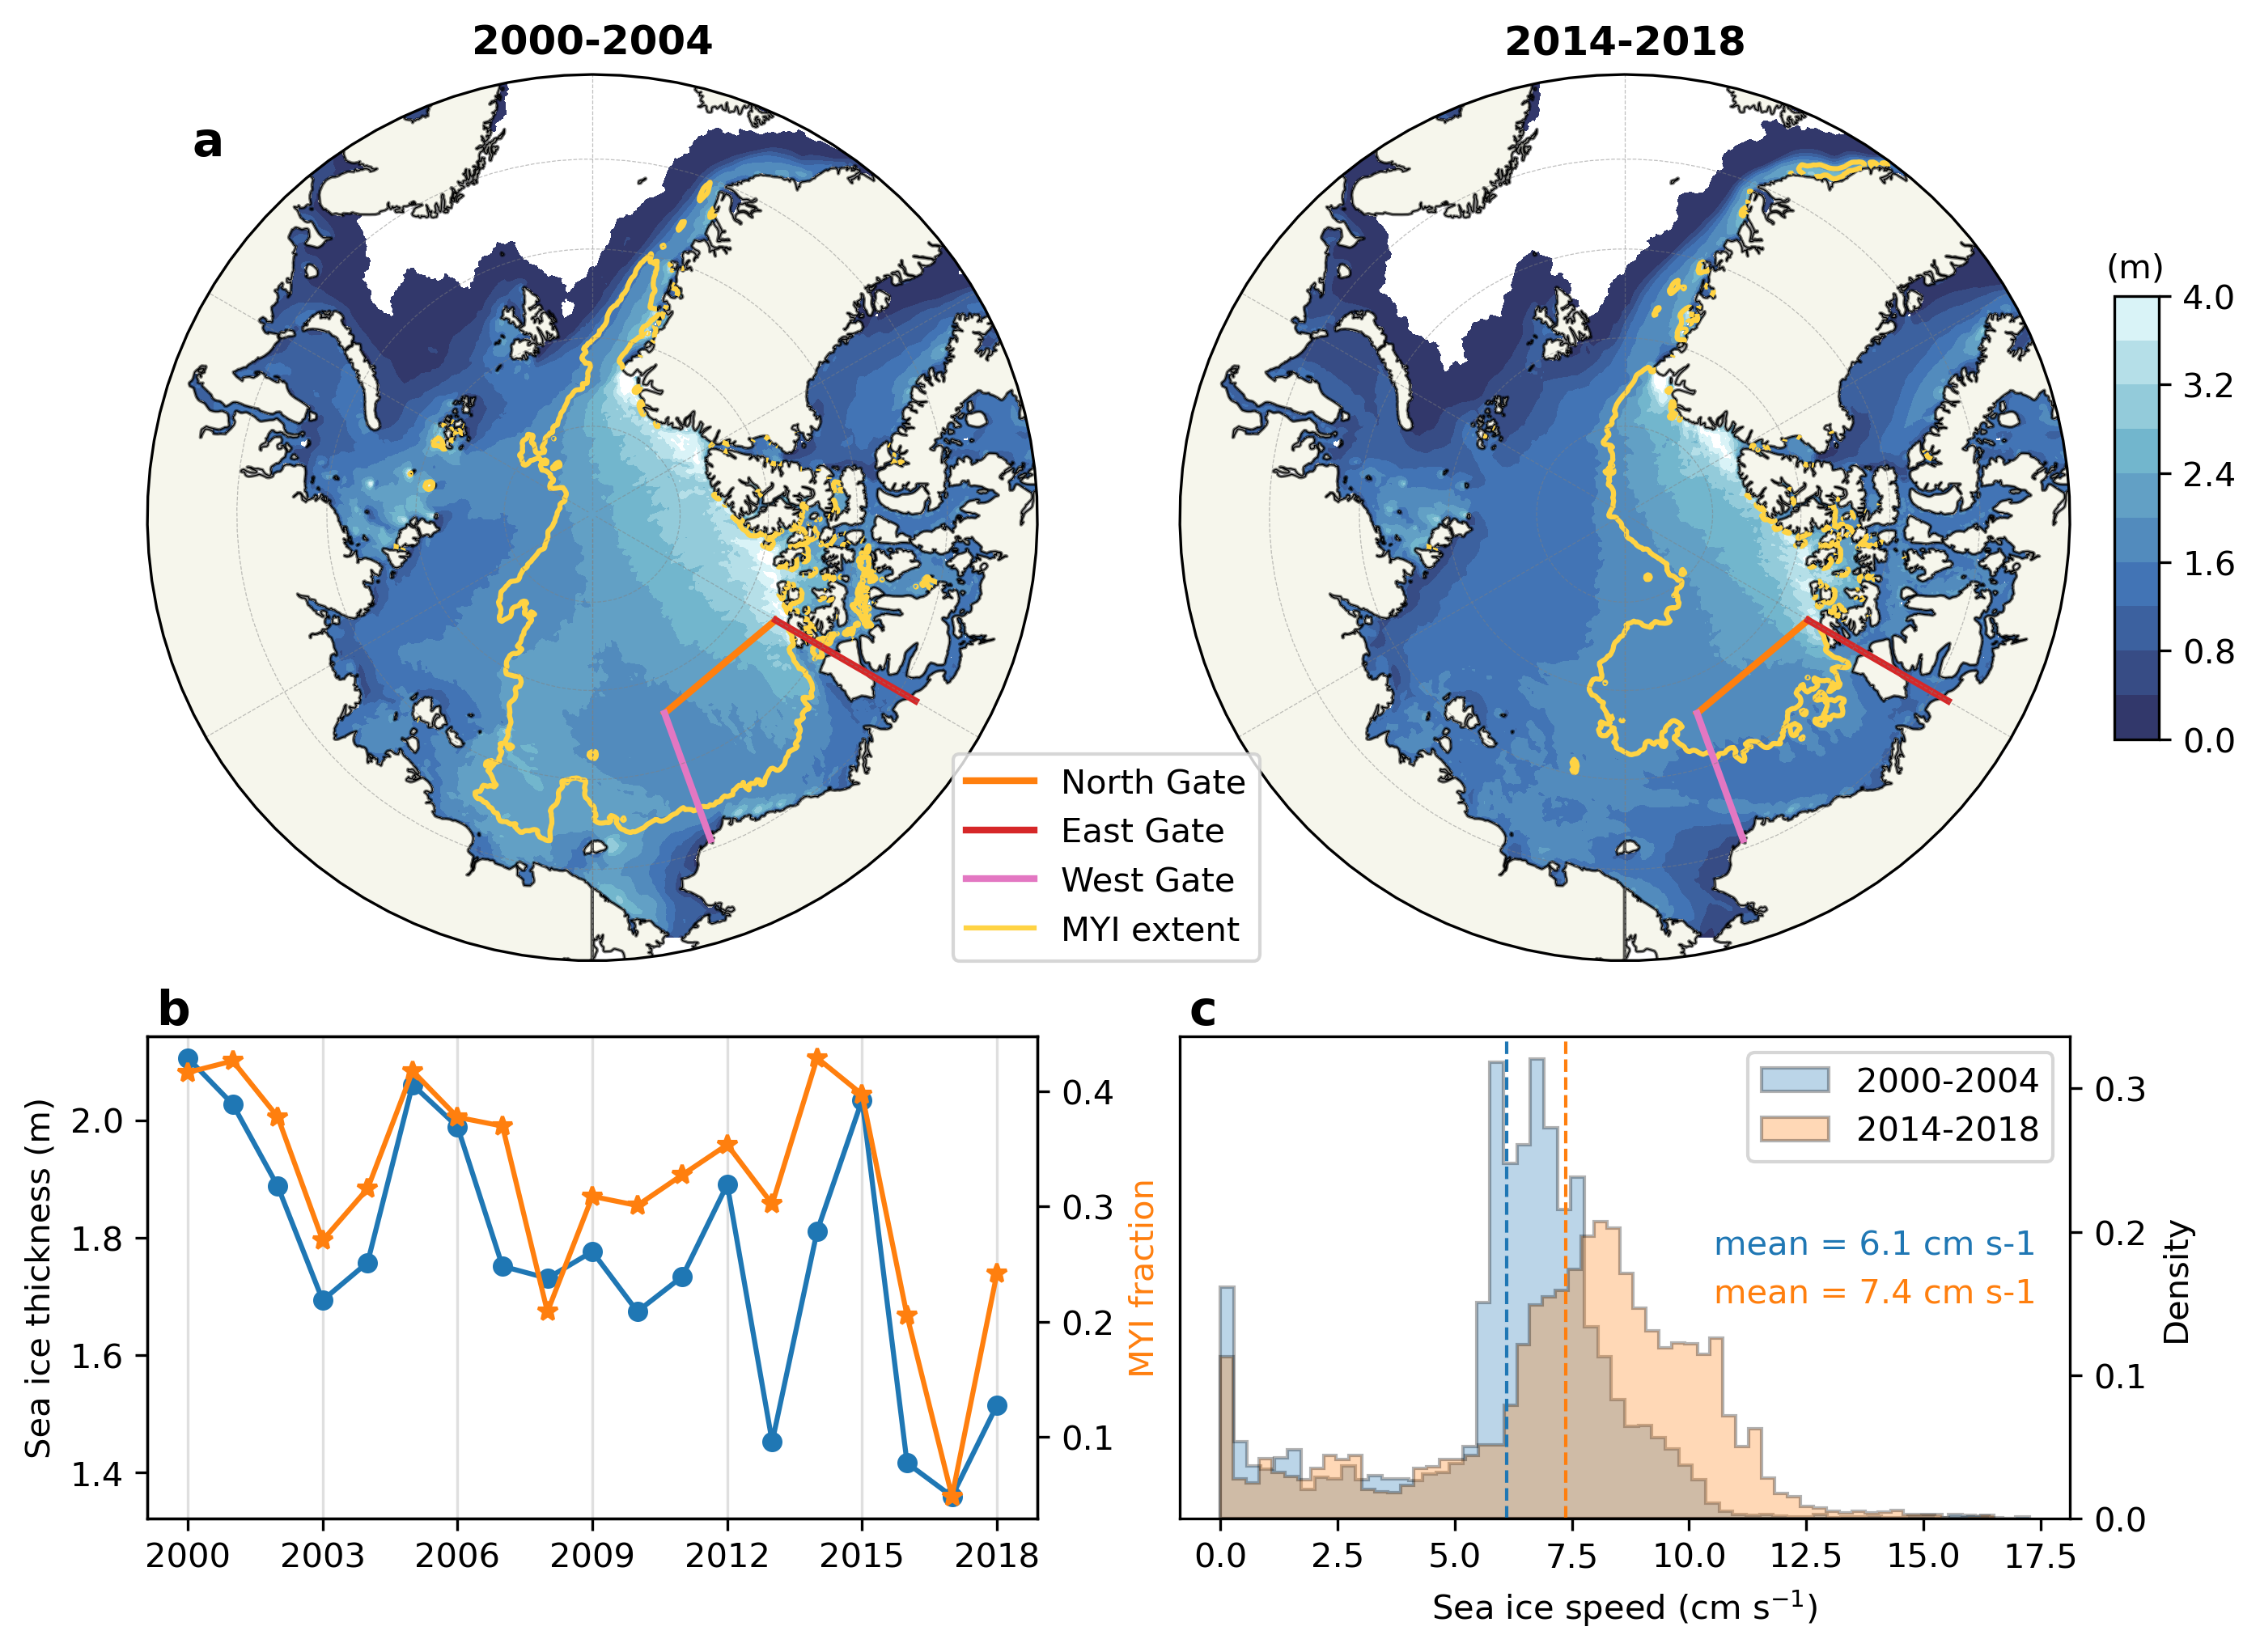 2000-2004
2014-2018
a
(m)
4.0
3.2
2.4
1.6
0.8
0.0
North Gate
East Gate
West Gate
MYI extent
b
Sea ice thickness (m)
2.0
1.8
1.6
1.4
2000 2003 2006 2009 2012 2015 2018
0.4
0.3
0.2
0.1
MYI fraction
c
2000-2004
2014-2018
mean = 6.1 cm s-1
mean = 7.4 cm s-1
0.3
0.2
0.1
0.0
Density
0.0 2.5 5.0 7.5 10.0 12.5 15.0 17.5
Sea ice speed (cm s⁻¹)